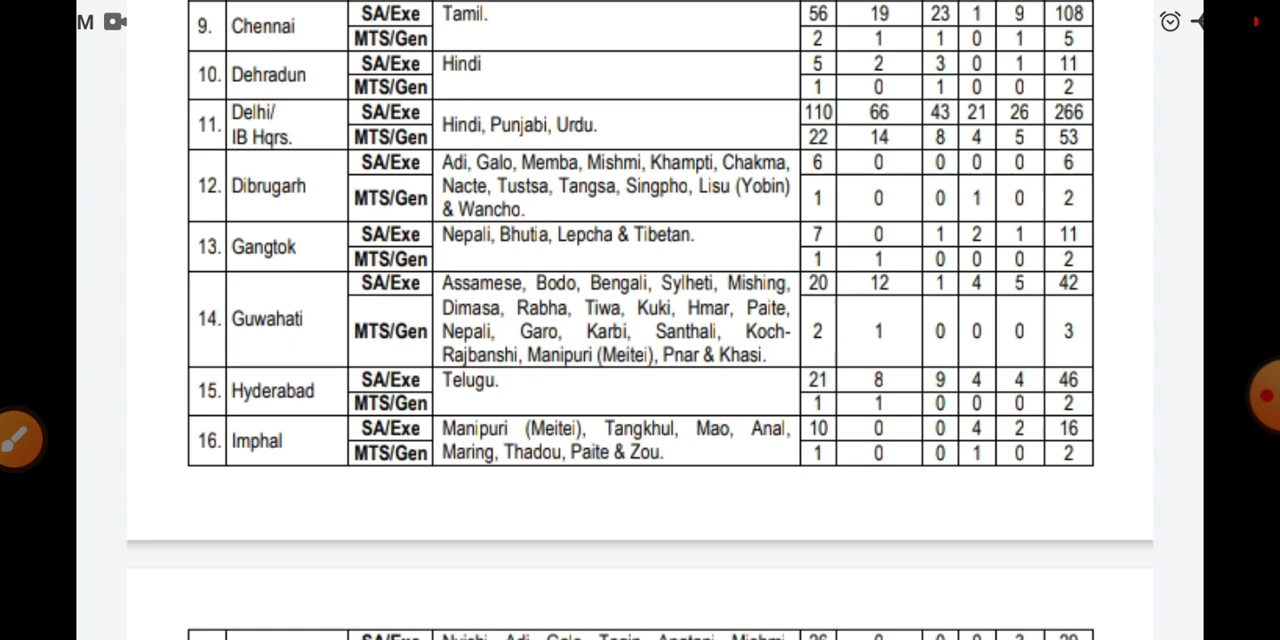 M
9. Chennai SA/Exe Tamil. 56 19 23 1 9 108
MTS/Gen 2 1 1 0 1 5
10. Dehradun SA/Exe Hindi 5 2 3 0 1 11
MTS/Gen 1 0 1 0 0 2
11. Delhi/ SA/Exe Hindi, Punjabi, Urdu. 110 66 43 21 26 266
IB Hqrs. MTS/Gen 22 14 8 4 5 53
12. Dibrugarh SA/Exe Adi, Galo, Memba, Mishmi, Khampti, Chakma, 6 0 0 0 0 6
MTS/Gen Nacte, Tustsa, Tangsa, Singpho, Lisu (Yobin) 1 0 0 1 0 2
& Wancho.
13. Gangtok SA/Exe Nepali, Bhutia, Lepcha & Tibetan. 7 0 1 2 1 11
MTS/Gen 1 1 0 0 0 2
14. Guwahati SA/Exe Assamese, Bodo, Bengali, Sylheti, Mishing, 20 12 1 4 5 42
Dimasa, Rabha, Tiwa, Kuki, Hmar, Paite,
MTS/Gen Nepali, Garo, Karbi, Santhali, Koch- 2 1 0 0 0 3
Rajbanshi, Manipuri (Meitei), Pnar & Khasi.
15. Hyderabad SA/Exe Telugu. 21 8 9 4 4 46
MTS/Gen 1 1 0 0 0 2
16. Imphal SA/Exe Manipuri (Meitei), Tangkhul, Mao, Anal, 10 0 0 4 2 16
MTS/Gen Maring, Thadou, Paite & Zou. 1 0 0 1 0 2